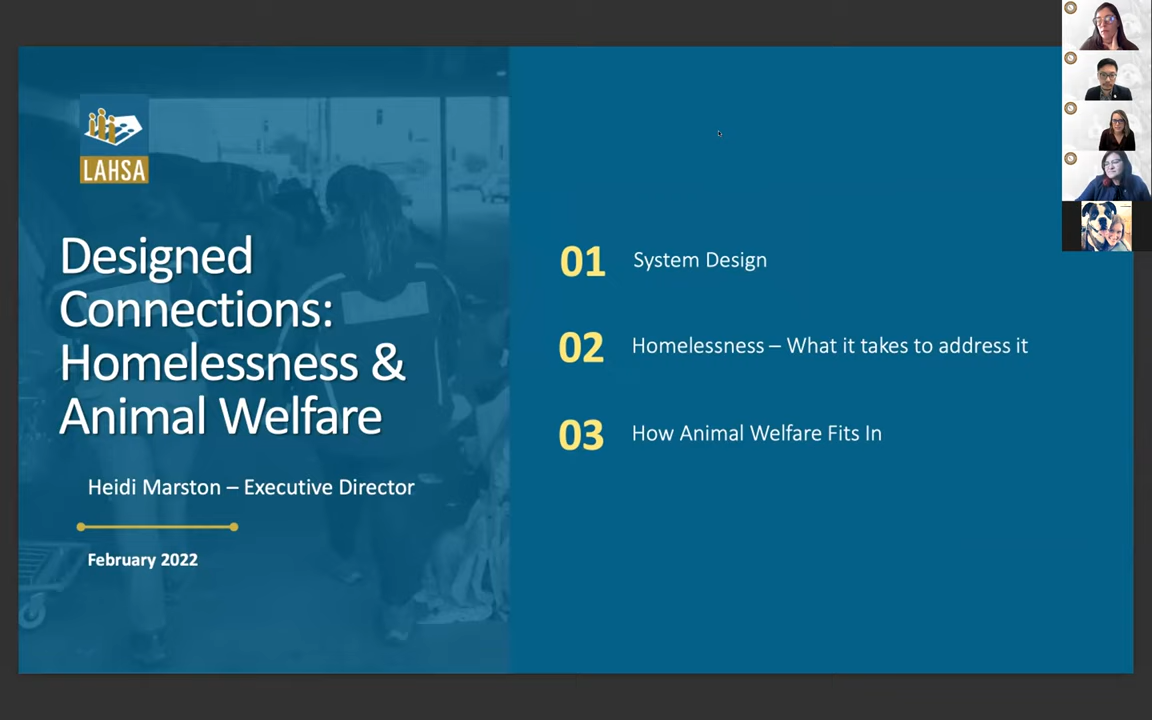 LAHSA
Designed
Connections:
Homelessness &
Animal Welfare
Heidi Marston – Executive Director
February 2022
01 System Design
02 Homelessness – What it takes to address it
03 How Animal Welfare Fits In